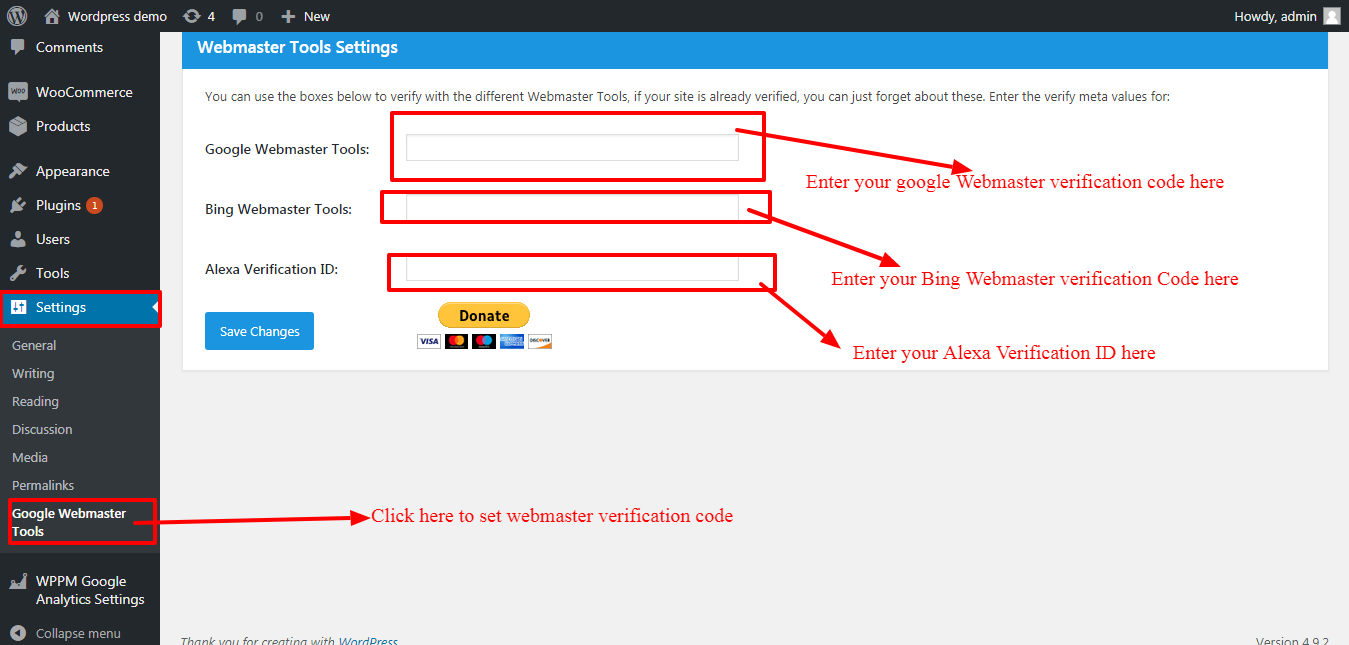 Wordpress demo 4 0 New Howdy, admin
Comments
WooCommerce
Products
Appearance
Plugins 1
Users
Tools
Settings
General
Writing
Reading
Discussion
Media
Permalinks
Google Webmaster
Tools
WPPM Google
Analytics Settings
Collapse menu
Webmaster Tools Settings
You can use the boxes below to verify with the different Webmaster Tools, if your site is already verified, you can just forget about these. Enter the verify meta values for:
Google Webmaster Tools:
Enter your google Webmaster verification code here
Bing Webmaster Tools:
Enter your Bing Webmaster verification Code here
Alexa Verification ID:
Enter your Alexa Verification ID here
Save Changes
Donate
VISA
DISCOVER
Click here to set webmaster verification code
Thank you for creating with WordPress
Version 4.9.2